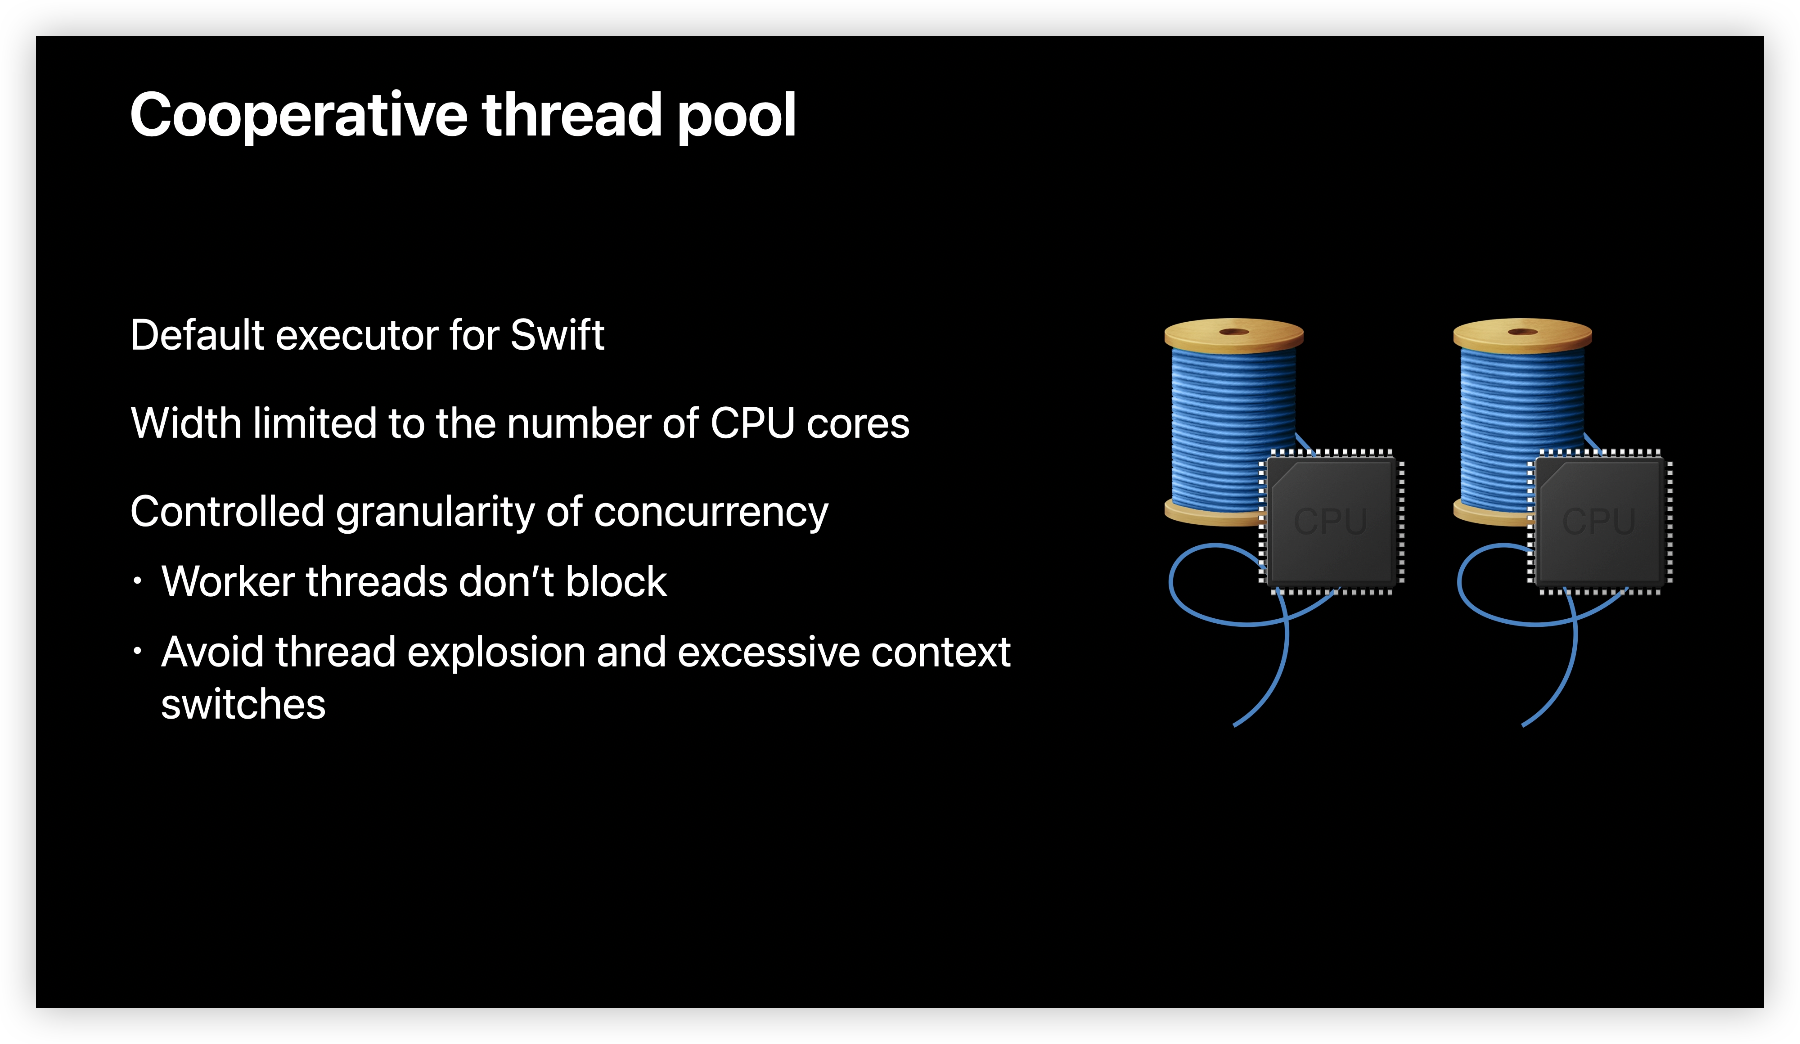 Cooperative thread pool
Default executor for Swift
Width limited to the number of CPU cores
Controlled granularity of concurrency
• Worker threads don’t block
• Avoid thread explosion and excessive context
switches
CPU
CPU